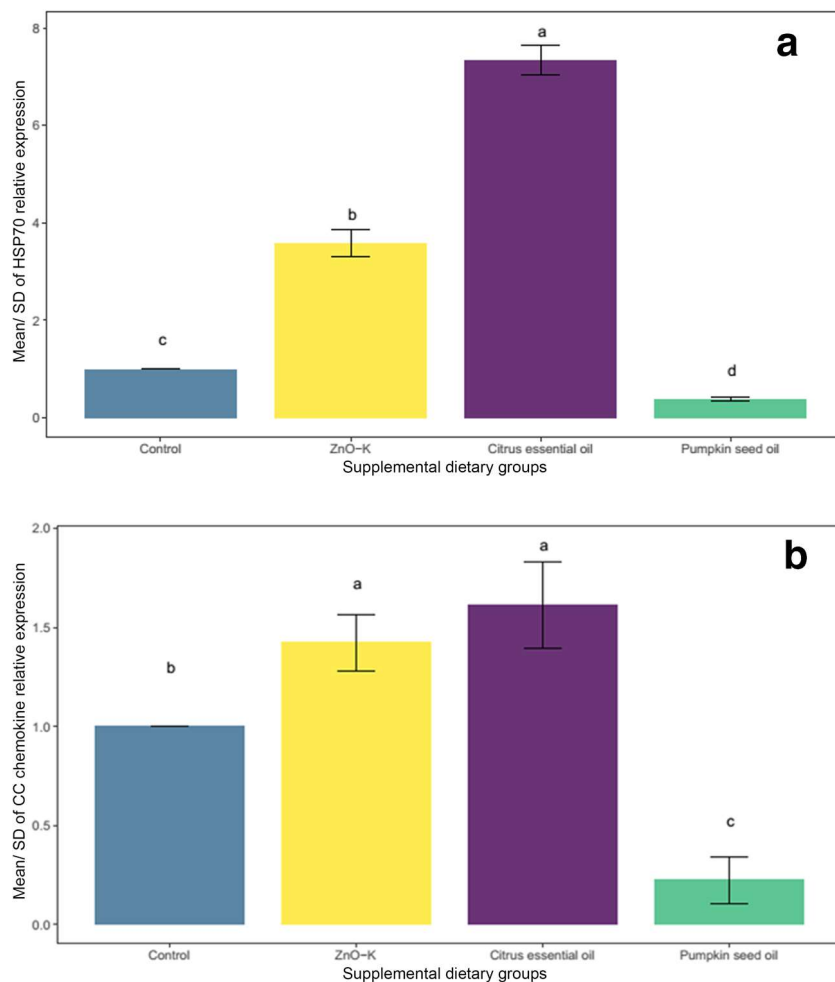 a
Mean/ SD of HSP70 relative expression
8
6
4
2
0
c
b
a
d
Control
ZnO−K
Citrus essential oil
Pumpkin seed oil
Supplemental dietary groups
b
Mean/ SD of CC chemokine relative expression
2.0
1.5
1.0
0.5
0.0
b
a
a
c
Control
ZnO−K
Citrus essential oil
Pumpkin seed oil
Supplemental dietary groups